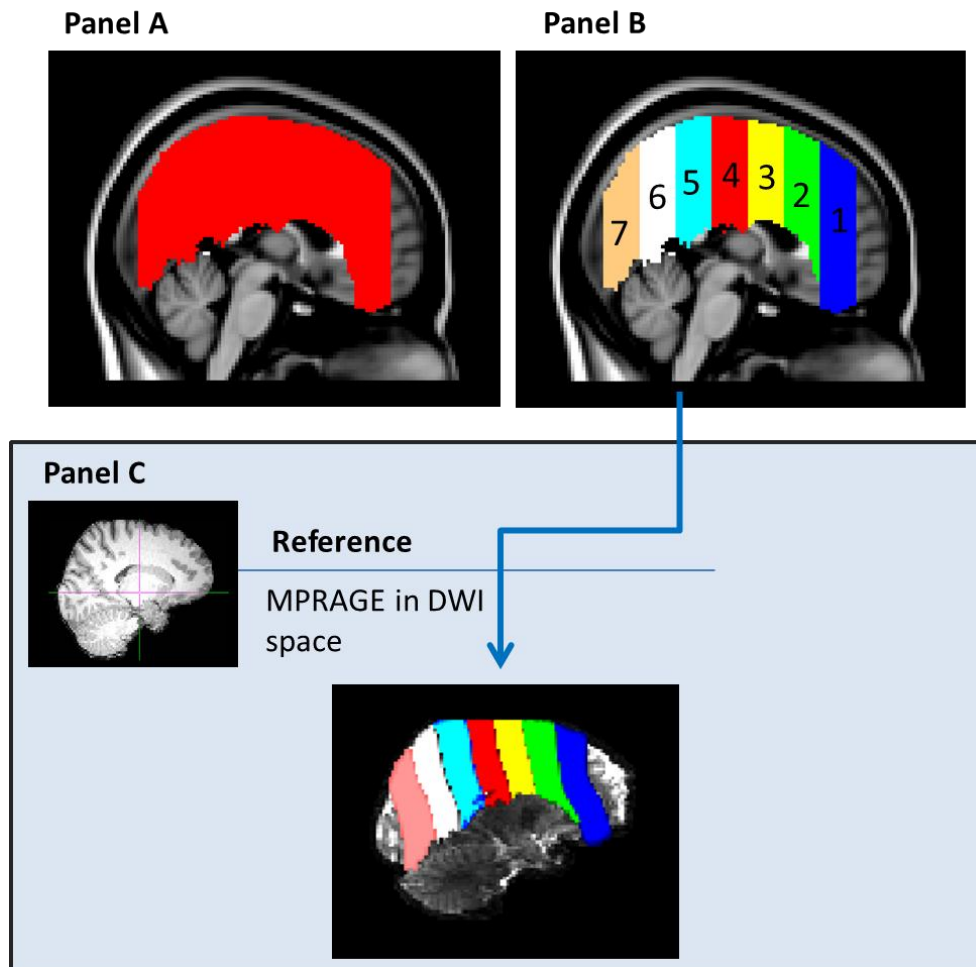 Panel A
Panel B
7 6 5 4 3 2 1
Panel C
Reference
MPRAGE in DWI
space